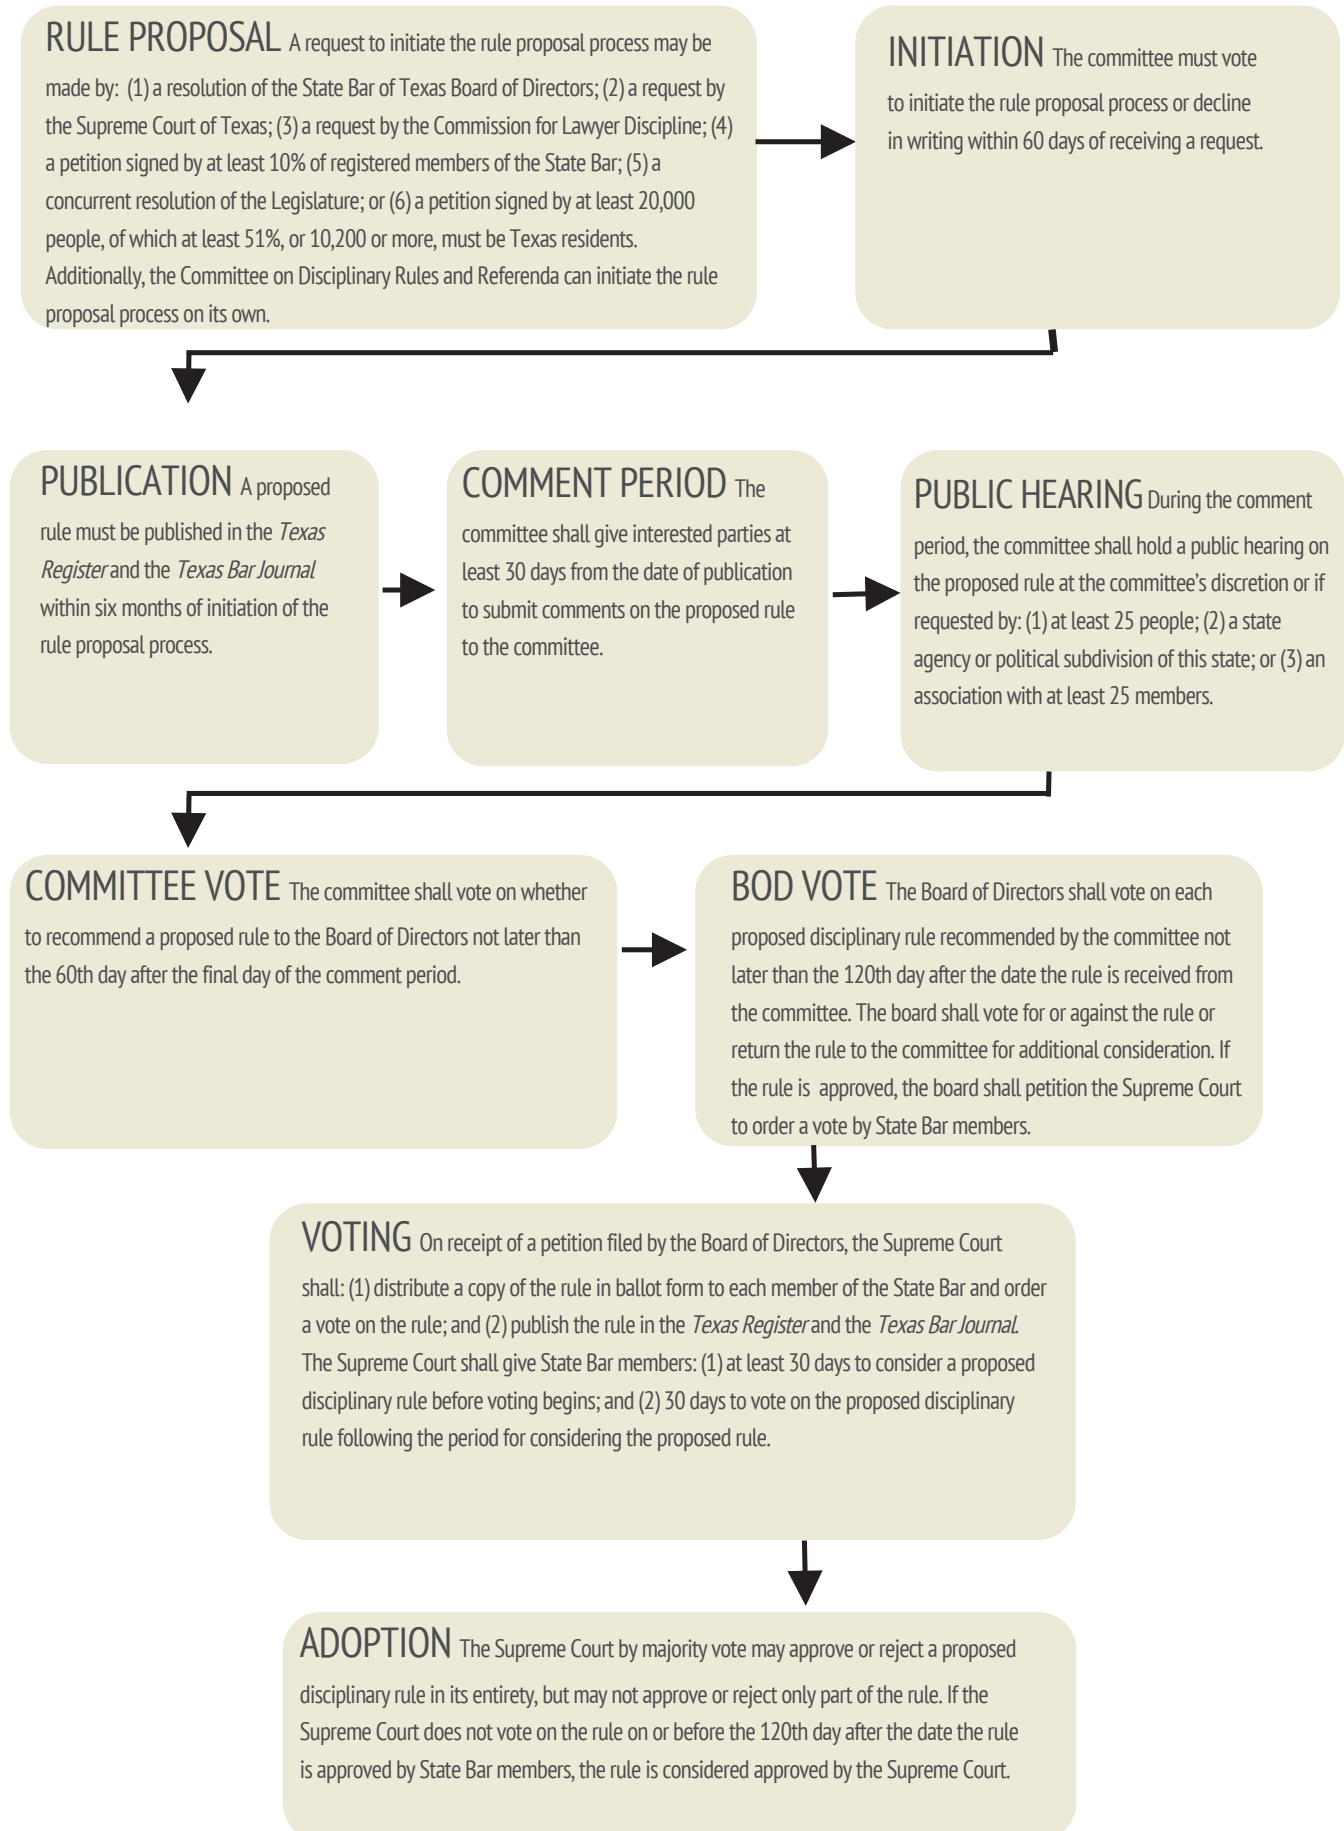 RULE PROPOSAL A request to initiate the rule proposal process may be
made by: (1) a resolution of the State Bar of Texas Board of Directors; (2) a request by
the Supreme Court of Texas; (3) a request by the Commission for Lawyer Discipline; (4)
a petition signed by at least 10% of registered members of the State Bar; (5) a
concurrent resolution of the Legislature; or (6) a petition signed by at least 20,000
people, of which at least 51%, or 10,200 or more, must be Texas residents.
Additionally, the Committee on Disciplinary Rules and Referenda can initiate the rule
proposal process on its own.
INITIATION The committee must vote
to initiate the rule proposal process or decline
in writing within 60 days of receiving a request.
PUBLICATION A proposed
rule must be published in the Texas
Register and the Texas Bar Journal
within six months of initiation of the
rule proposal process.
COMMENT PERIOD The
committee shall give interested parties at
least 30 days from the date of publication
to submit comments on the proposed rule
to the committee.
PUBLIC HEARING During the comment
period, the committee shall hold a public hearing on
the proposed rule at the committee's discretion or if
requested by: (1) at least 25 people; (2) a state
agency or political subdivision of this state; or (3) an
association with at least 25 members.
COMMITTEE VOTE The committee shall vote on whether
to recommend a proposed rule to the Board of Directors not later than
the 60th day after the final day of the comment period.
BOD VOTE The Board of Directors shall vote on each
proposed disciplinary rule recommended by the committee not
later than the 120th day after the date the rule is received from
the committee. The board shall vote for or against the rule or
return the rule to the committee for additional consideration. If
the rule is approved, the board shall petition the Supreme Court
to order a vote by State Bar members.
VOTING On receipt of a petition filed by the Board of Directors, the Supreme Court
shall: (1) distribute a copy of the rule in ballot form to each member of the State Bar and order
a vote on the rule; and (2) publish the rule in the Texas Register and the Texas Bar Journal.
The Supreme Court shall give State Bar members: (1) at least 30 days to consider a proposed
disciplinary rule before voting begins; and (2) 30 days to vote on the proposed disciplinary
rule following the period for considering the proposed rule.
ADOPTION The Supreme Court by majority vote may approve or reject a proposed
disciplinary rule in its entirety, but may not approve or reject only part of the rule. If the
Supreme Court does not vote on the rule on or before the 120th day after the date the rule
is approved by State Bar members, the rule is considered approved by the Supreme Court.